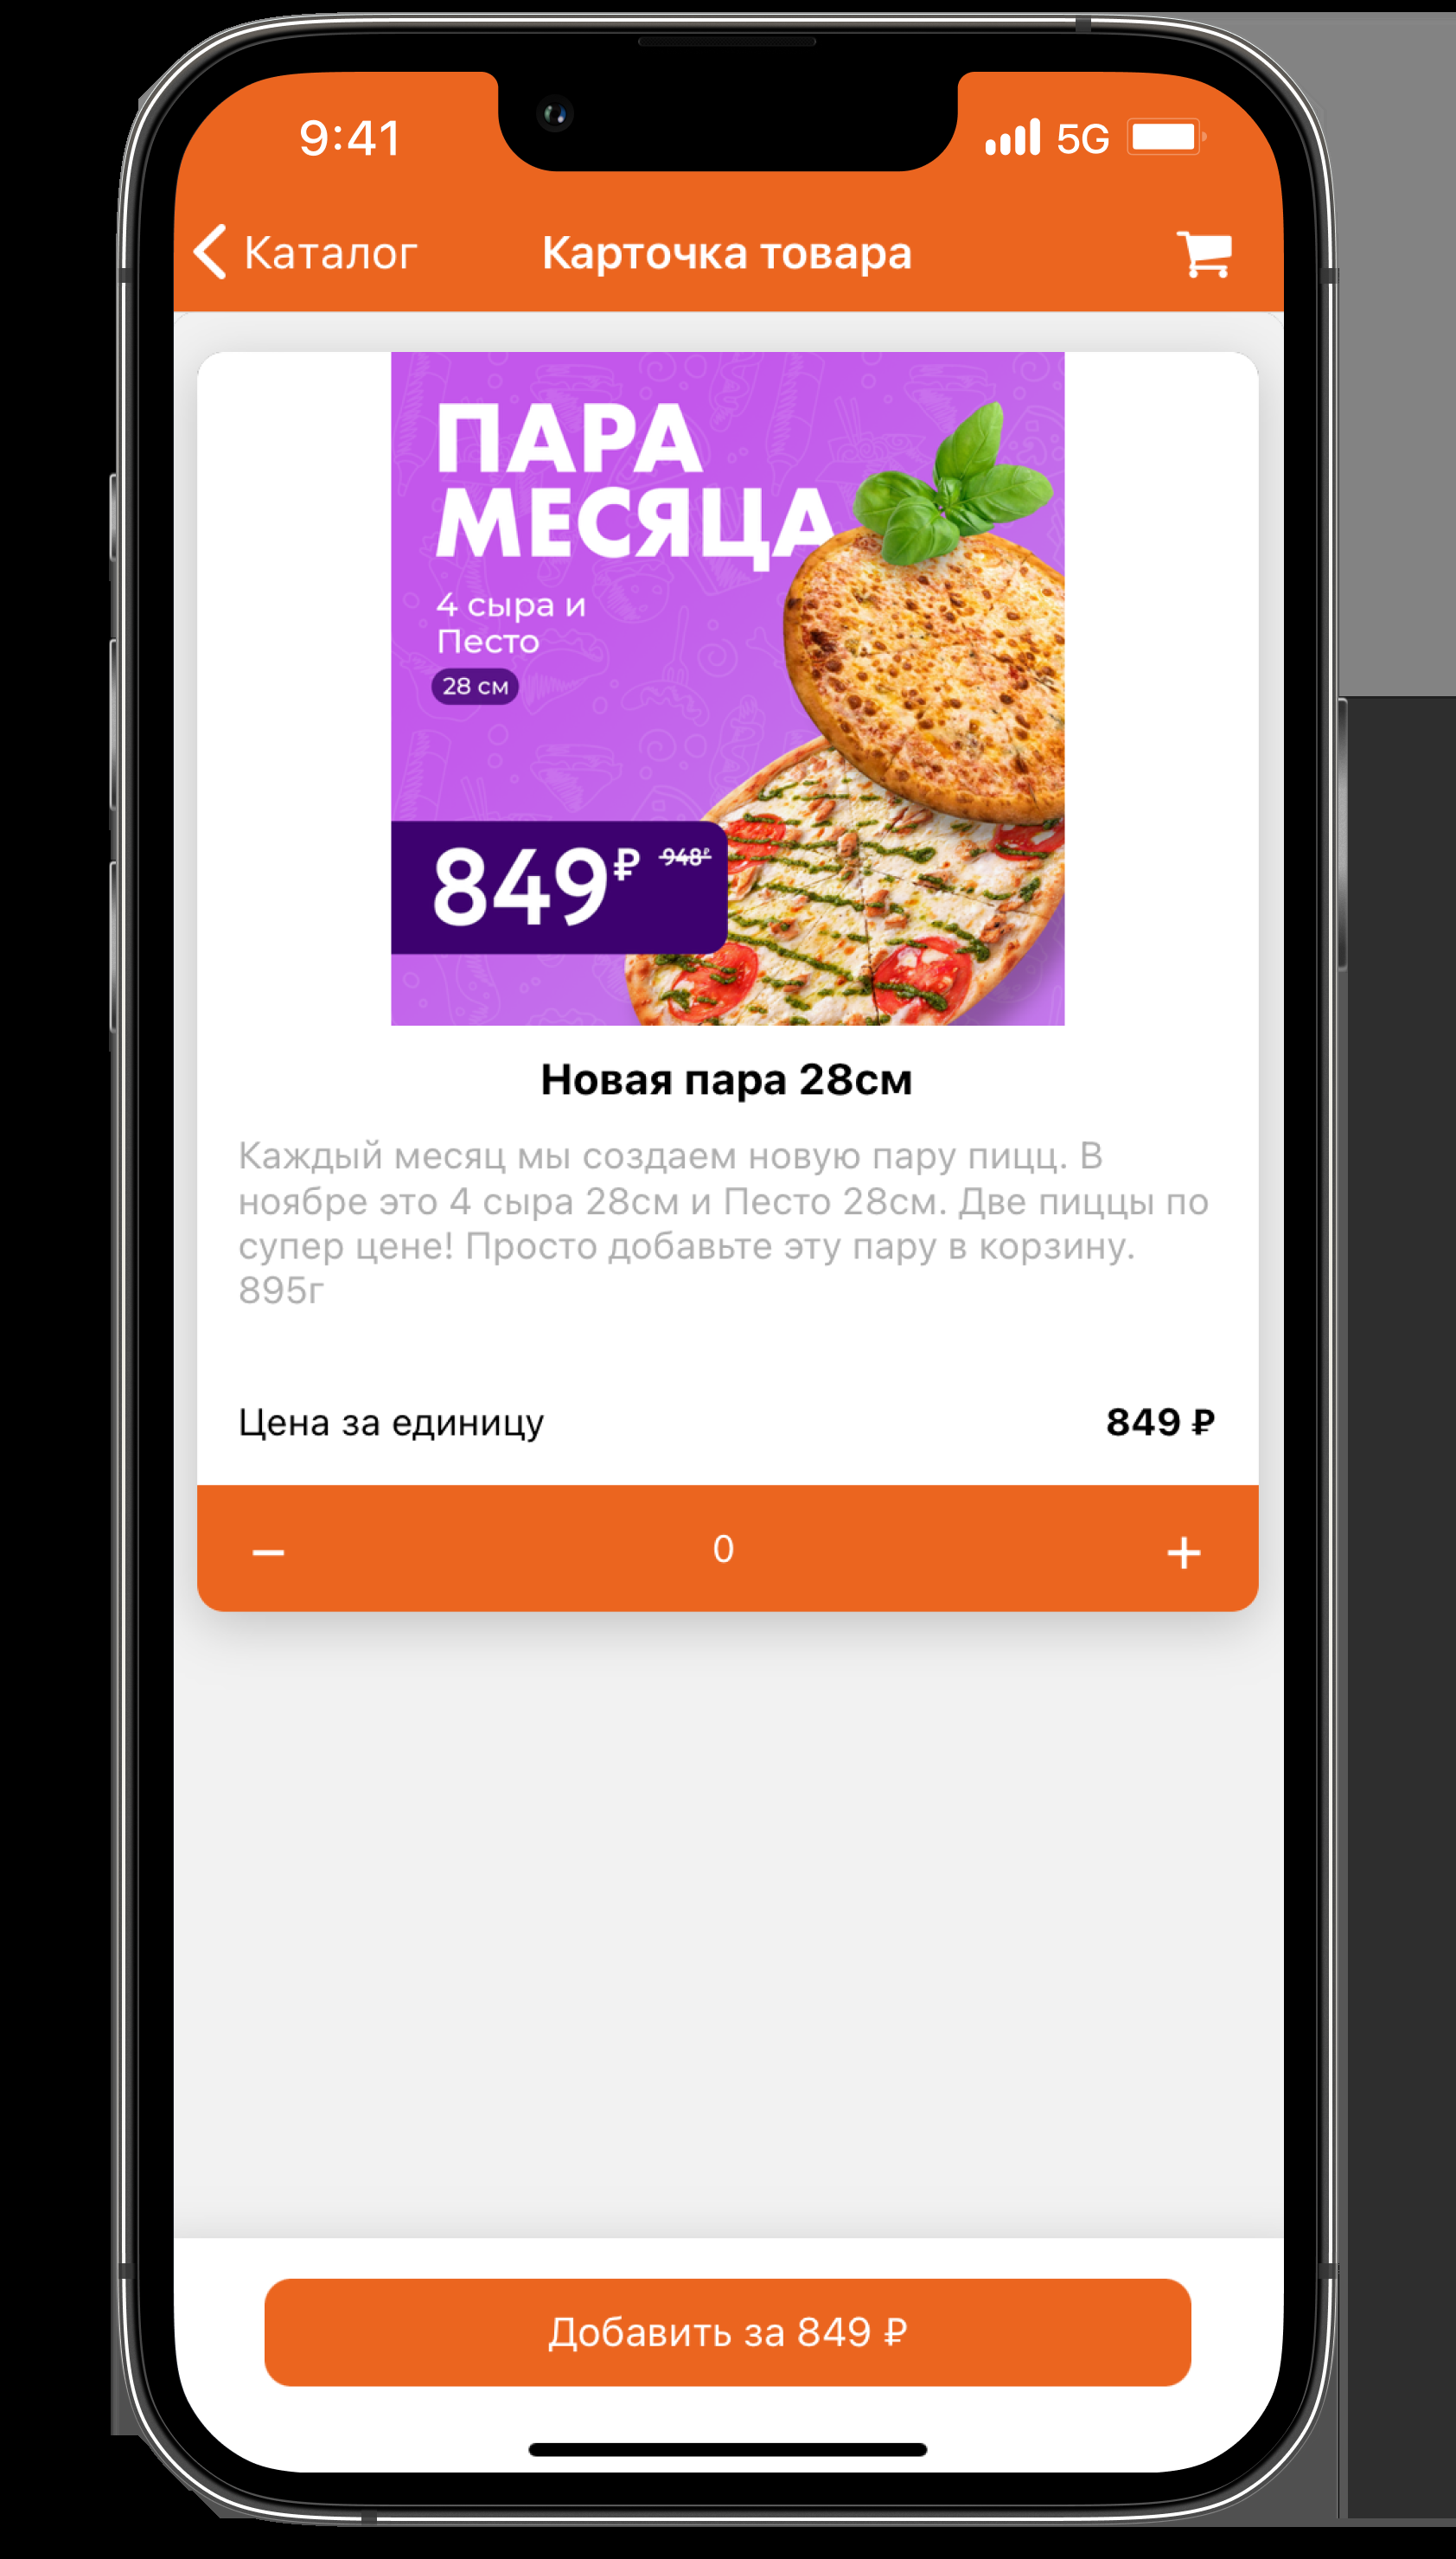 9:41
5G
Каталог
Карточка товара
ПАРА
МЕСЯЦА
4 сыра и
Песто
28 см
849₽ 948₽
Новая пара 28см
Каждый месяц мы создаем новую пару пицц. В
ноябре это 4 сыра 28см и Песто 28см. Две пиццы по
супер цене! Просто добавьте эту пару в корзину.
895г
Цена за единицу 849 ₽
− 0 +
Добавить за 849 ₽